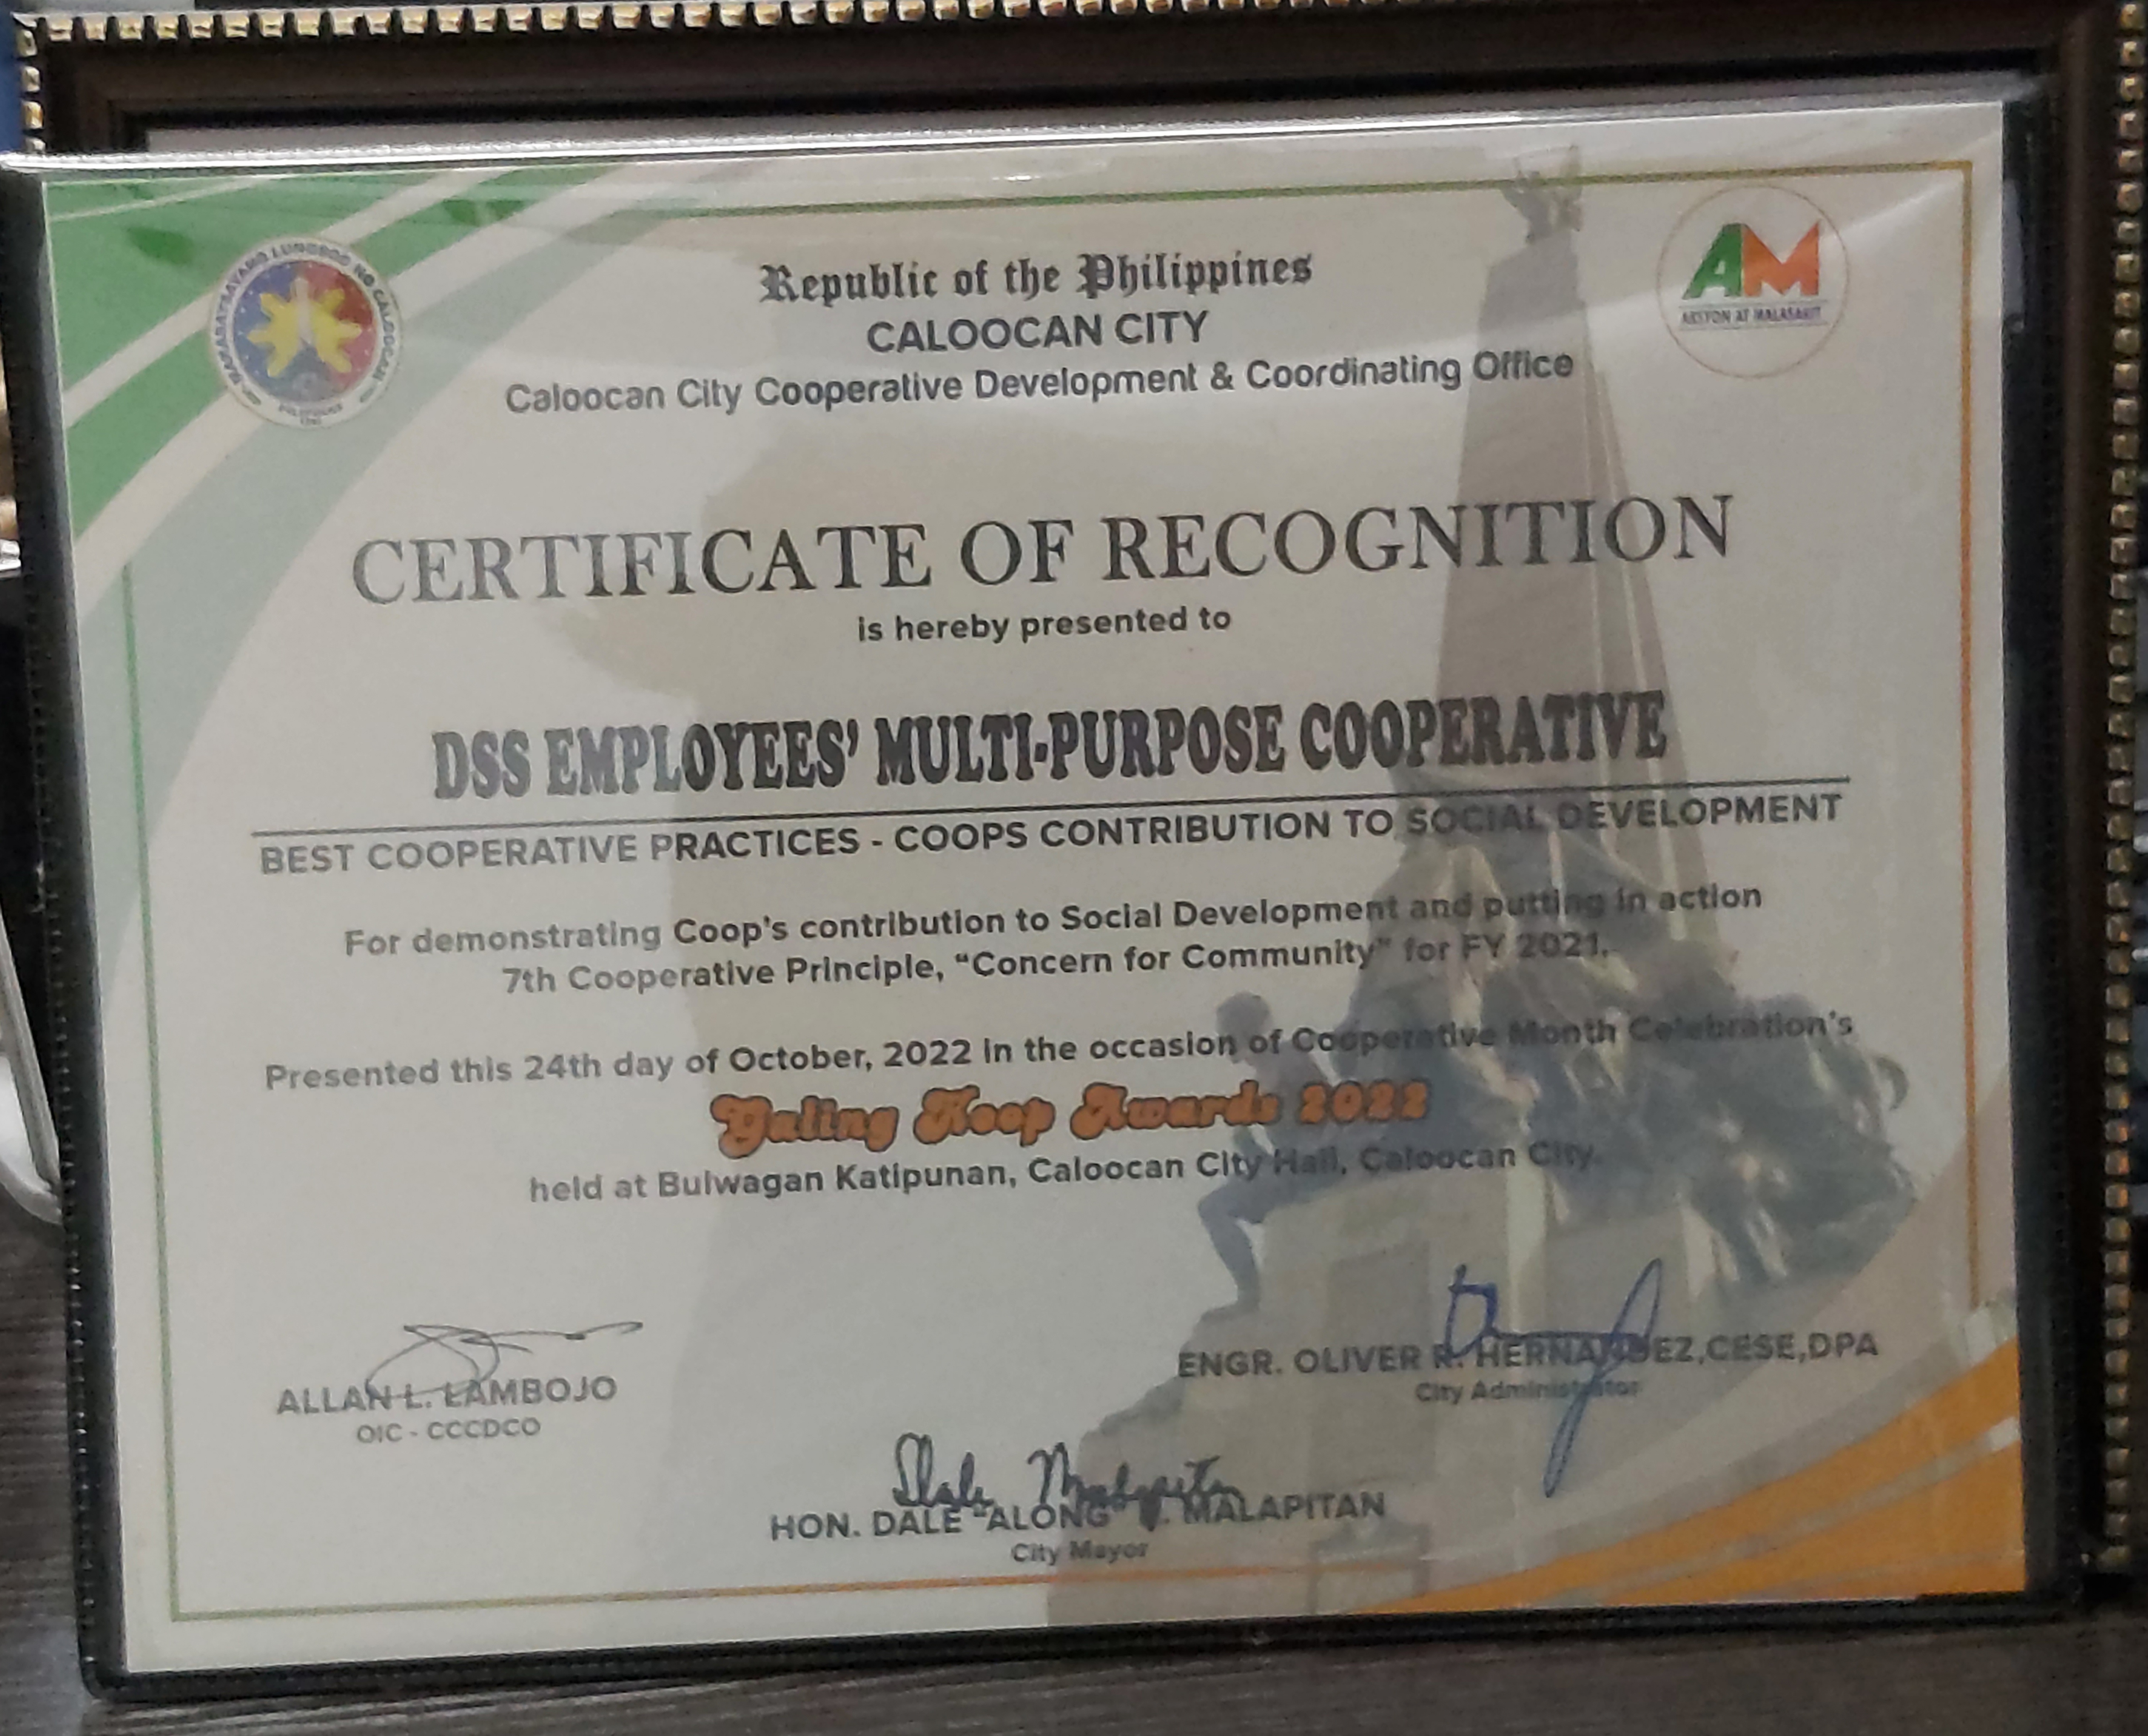 Republic of the Philippines
CALOOCAN CITY
Caloocan City Cooperative Development & Coordinating Office
AM
AKSYON AT MALASAKIT
CERTIFICATE OF RECOGNITION
is hereby presented to
DSS EMPLOYEES' MULTI-PURPOSE COOPERATIVE
BEST COOPERATIVE PRACTICES - COOPS CONTRIBUTION TO SOCIAL DEVELOPMENT
For demonstrating Coop's contribution to Social Development and putting in action
7th Cooperative Principle, “Concern for Community” for FY 2021.
Presented this 24th day of October, 2022 in the occasion of Cooperative Month Celebration's
Galing Koop Awards 2022
held at Bulwagan Katipunan, Caloocan City Hall, Caloocan City.
ALLAN L. LAMBOJO
OIC - CCCDCO
ENGR. OLIVER R. HERNANDEZ,CESE,DPA
City Administrator
HON. DALE “ALONG” MALAPITAN
City Mayor